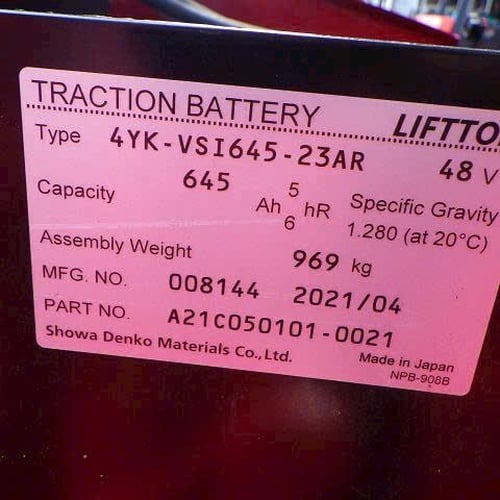 TRACTION BATTERY LIFTTO
Type 4YK-VSI645-23AR 48 V
Capacity 645 Ah 5 hR Specific Gravity
6 1.280 (at 20°C)
Assembly Weight 969 kg
MFG. NO. 008144 2021/04
PART NO. A21C050101-0021
Showa Denko Materials Co.,Ltd. Made in Japan
NPB-908B